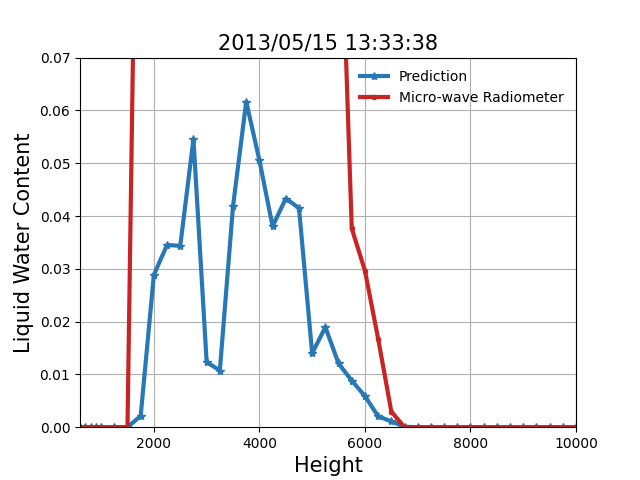 2013/05/15 13:33:38
Prediction
Micro-wave Radiometer
Liquid Water Content
0.07
0.06
0.05
0.04
0.03
0.02
0.01
0.00
2000 4000 6000 8000 10000
Height